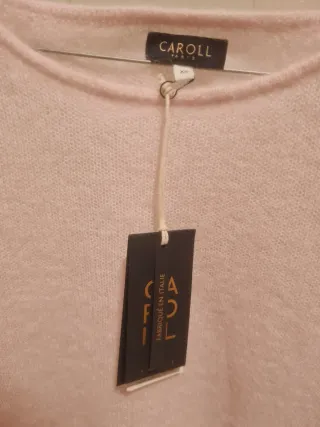 CAROLL
PARIS
C A
R O
L L
FABRIQUÉ EN ITALIE